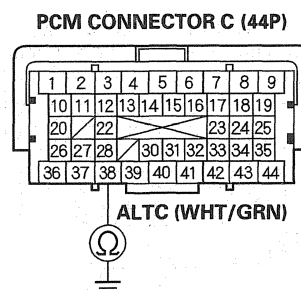 PCM CONNECTOR C (44P)
1 2 3 4 5 6 7 8 9
10 11 12 13 14 15 16 17 18 19
20 22 23 24 25
26 27 28 30 31 32 33 34 35
36 37 38 39 40 41 42 43 44
ALTC (WHT/GRN)
Ω